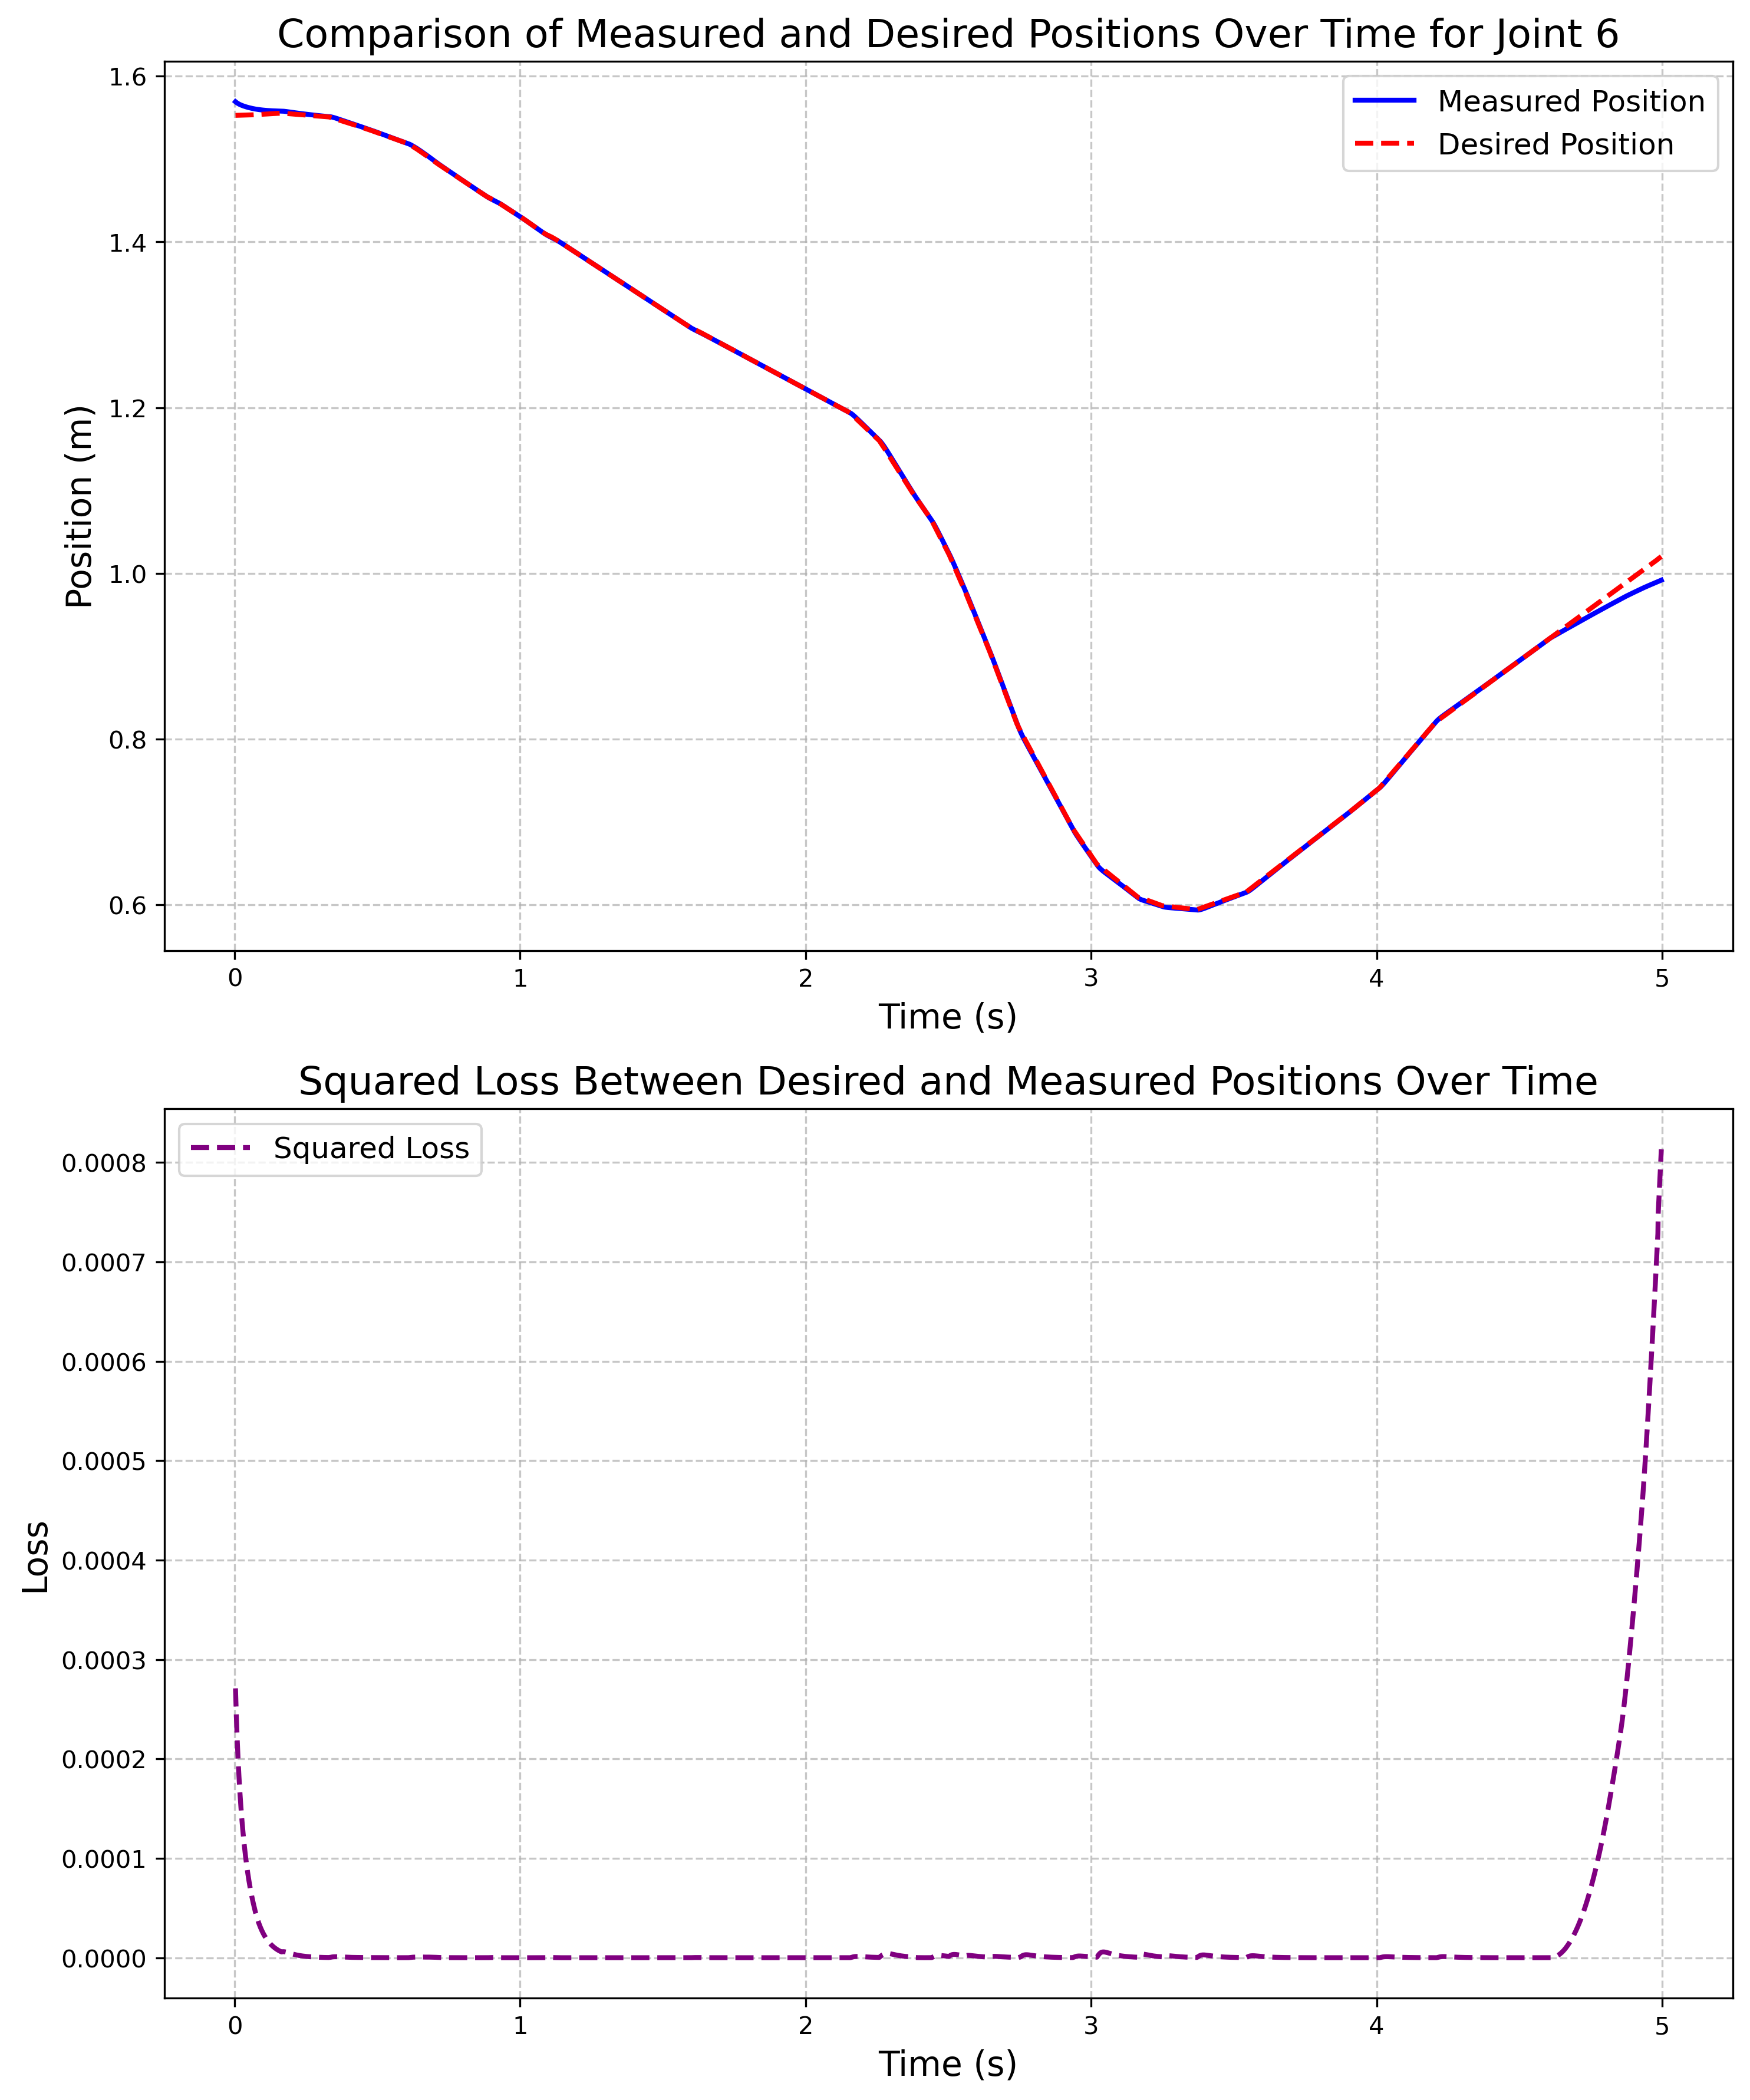 Comparison of Measured and Desired Positions Over Time for Joint 6
1.6
1.4
1.2
1.0
0.8
0.6
Position (m)
Measured Position
Desired Position
0 1 2 3 4 5
Time (s)
Squared Loss Between Desired and Measured Positions Over Time
Squared Loss
0.0008
0.0007
0.0006
0.0005
0.0004
0.0003
0.0002
0.0001
0.0000
Loss
0 1 2 3 4 5
Time (s)